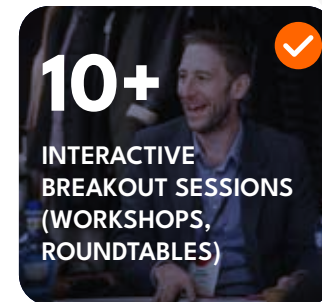 10+
INTERACTIVE
BREAKOUT SESSIONS
(WORKSHOPS,
ROUNDTABLES)